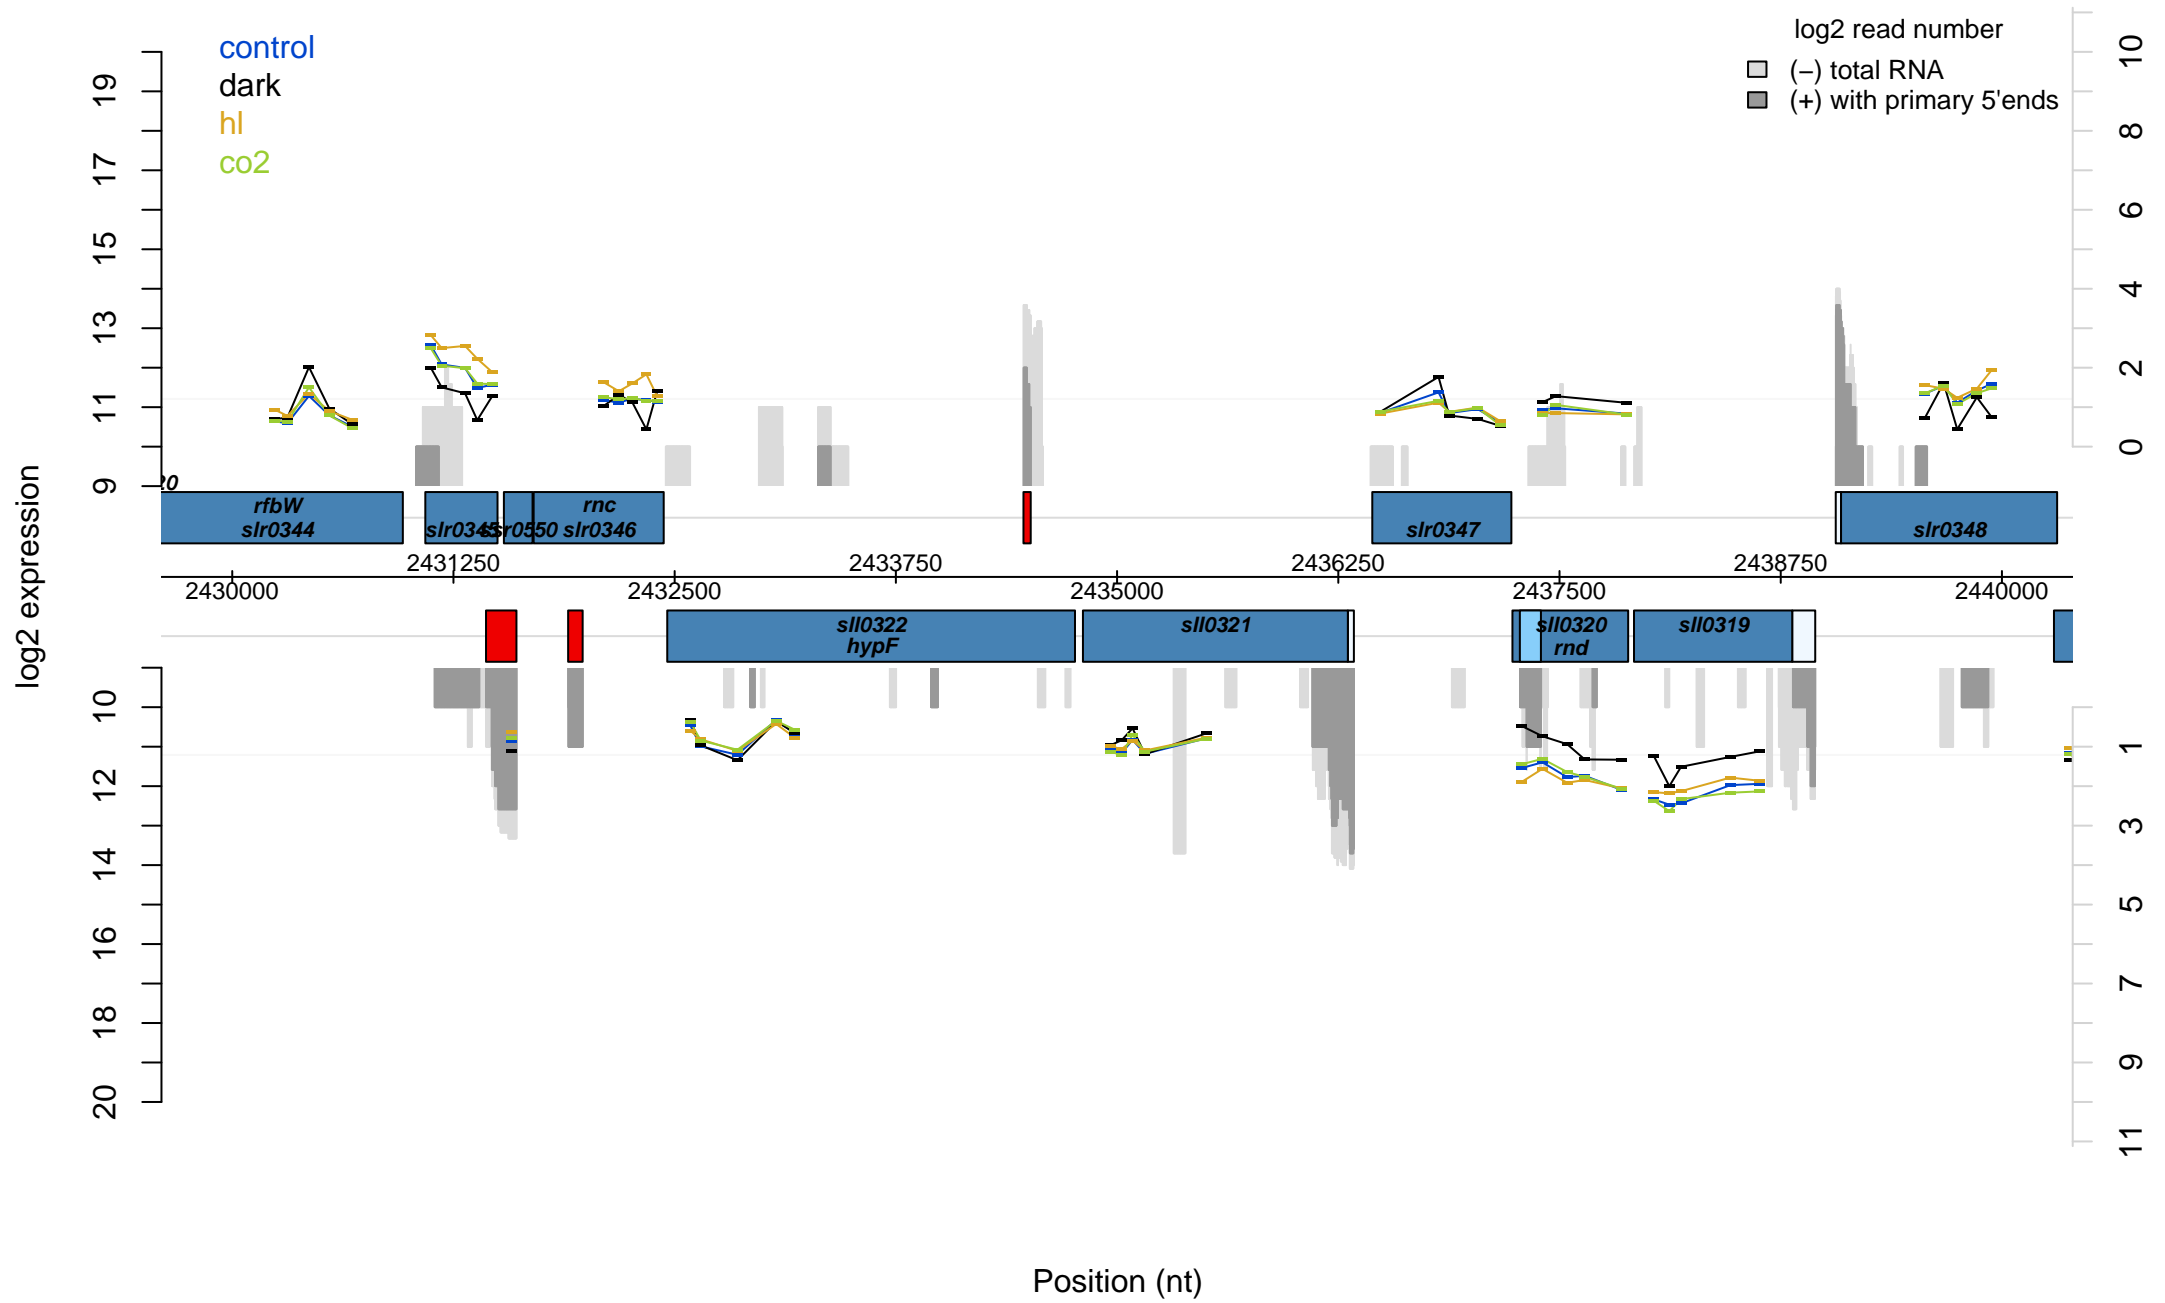 control
dark
hl
co2
log2 read number
(−) total RNA
(+) with primary 5'ends
19
17
15
13
11
9
10
8
6
4
2
0
log2 expression
20
rfbW
slr0344
slr0345
ssr0550
rnc
slr0346
slr0347
slr0348
2431250
2433750
2436250
2438750
2430000
2432500
2435000
2437500
2440000
sll0322
hypF
sll0321
sll0320
rnd
sll0319
10
12
14
16
18
20
1
3
5
7
9
11
Position (nt)